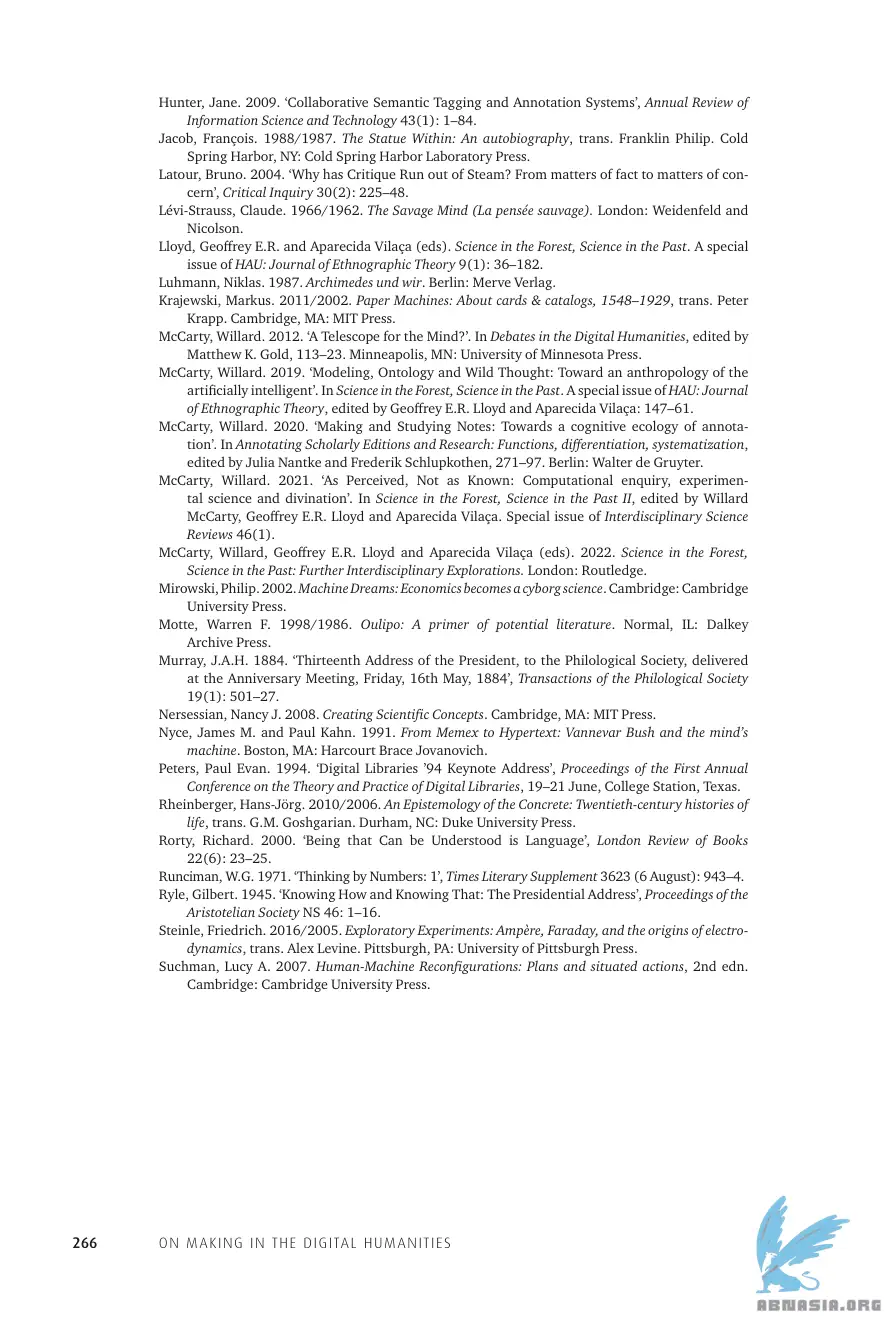 Hunter, Jane. 2009. ‘Collaborative Semantic Tagging and Annotation Systems’, Annual Review of
Information Science and Technology 43(1): 1–84.
Jacob, François. 1988/1987. The Statue Within: An autobiography, trans. Franklin Philip. Cold
Spring Harbor, NY: Cold Spring Harbor Laboratory Press.
Latour, Bruno. 2004. ‘Why has Critique Run out of Steam? From matters of fact to matters of con-
cern’, Critical Inquiry 30(2): 225–48.
Lévi-Strauss, Claude. 1966/1962. The Savage Mind (La pensée sauvage). London: Weidenfeld and
Nicolson.
Lloyd, Geoffrey E.R. and Aparecida Vilaça (eds). Science in the Forest, Science in the Past. A special
issue of HAU: Journal of Ethnographic Theory 9(1): 36–182.
Luhmann, Niklas. 1987. Archimedes und wir. Berlin: Merve Verlag.
Krajewski, Markus. 2011/2002. Paper Machines: About cards & catalogs, 1548–1929, trans. Peter
Krapp. Cambridge, MA: MIT Press.
McCarty, Willard. 2012. ‘A Telescope for the Mind?’. In Debates in the Digital Humanities, edited by
Matthew K. Gold, 113–23. Minneapolis, MN: University of Minnesota Press.
McCarty, Willard. 2019. ‘Modeling, Ontology and Wild Thought: Toward an anthropology of the
artificially intelligent’. In Science in the Forest, Science in the Past. A special issue of HAU: Journal
of Ethnographic Theory, edited by Geoffrey E.R. Lloyd and Aparecida Vilaça: 147–61.
McCarty, Willard. 2020. ‘Making and Studying Notes: Towards a cognitive ecology of annota-
tion’. In Annotating Scholarly Editions and Research: Functions, differentiation, systematization,
edited by Julia Nantke and Frederik Schlupkothen, 271–97. Berlin: Walter de Gruyter.
McCarty, Willard. 2021. ‘As Perceived, Not as Known: Computational enquiry, experimen-
tal science and divination’. In Science in the Forest, Science in the Past II, edited by Willard
McCarty, Geoffrey E.R. Lloyd and Aparecida Vilaça. Special issue of Interdisciplinary Science
Reviews 46(1).
McCarty, Willard, Geoffrey E.R. Lloyd and Aparecida Vilaça (eds). 2022. Science in the Forest,
Science in the Past: Further Interdisciplinary Explorations. London: Routledge.
Mirowski, Philip. 2002. Machine Dreams: Economics becomes a cyborg science. Cambridge: Cambridge
University Press.
Motte, Warren F. 1998/1986. Oulipo: A primer of potential literature. Normal, IL: Dalkey
Archive Press.
Murray, J.A.H. 1884. ‘Thirteenth Address of the President, to the Philological Society, delivered
at the Anniversary Meeting, Friday, 16th May, 1884’, Transactions of the Philological Society
19(1): 501–27.
Nersessian, Nancy J. 2008. Creating Scientific Concepts. Cambridge, MA: MIT Press.
Nyce, James M. and Paul Kahn. 1991. From Memex to Hypertext: Vannevar Bush and the mind’s
machine. Boston, MA: Harcourt Brace Jovanovich.
Peters, Paul Evan. 1994. ‘Digital Libraries ’94 Keynote Address’, Proceedings of the First Annual
Conference on the Theory and Practice of Digital Libraries, 19–21 June, College Station, Texas.
Rheinberger, Hans-Jörg. 2010/2006. An Epistemology of the Concrete: Twentieth-century histories of
life, trans. G.M. Goshgarian. Durham, NC: Duke University Press.
Rorty, Richard. 2000. ‘Being that Can be Understood is Language’, London Review of Books
22(6): 23–25.
Runciman, W.G. 1971. ‘Thinking by Numbers: 1’, Times Literary Supplement 3623 (6 August): 943–4.
Ryle, Gilbert. 1945. ‘Knowing How and Knowing That: The Presidential Address’, Proceedings of the
Aristotelian Society NS 46: 1–16.
Steinle, Friedrich. 2016/2005. Exploratory Experiments: Ampère, Faraday, and the origins of electro-
dynamics, trans. Alex Levine. Pittsburgh, PA: University of Pittsburgh Press.
Suchman, Lucy A. 2007. Human-Machine Reconfigurations: Plans and situated actions, 2nd edn.
Cambridge: Cambridge University Press.
266 ON MAKING IN THE DIGITAL HUMANITIES
ABNASIA.ORG